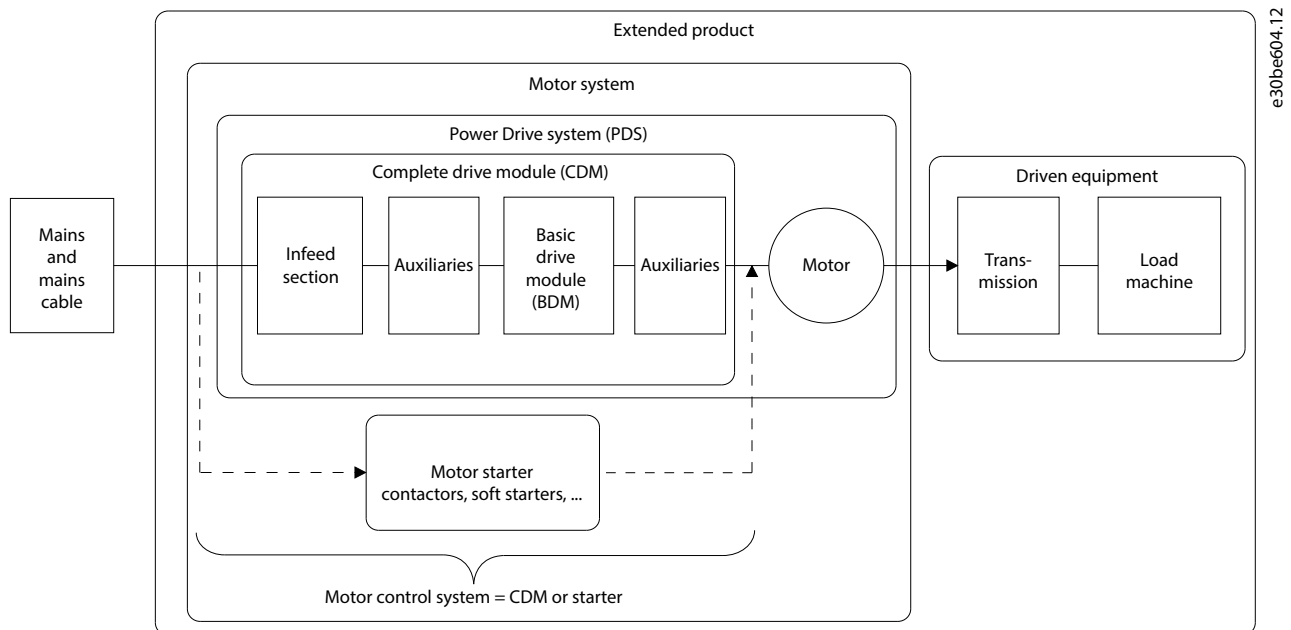 Extended product
e30be604.12
Motor system
Power Drive system (PDS)
Complete drive module (CDM)
Driven equipment
Mains
and
mains
cable
Infeed
section
Auxiliaries
Basic
drive
module
(BDM)
Auxiliaries
Motor
Trans-
mission
Load
machine
Motor starter
contactors, soft starters, ...
Motor control system = CDM or starter